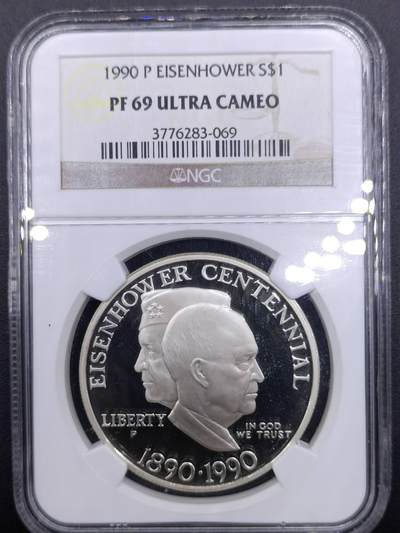 1990 P EISENHOWER S$1
PF 69 ULTRA CAMEO
3776283-069
NGC
EISENHOWER CENTENNIAL
LIBERTY
P
IN GOD
WE TRUST
1890·1990